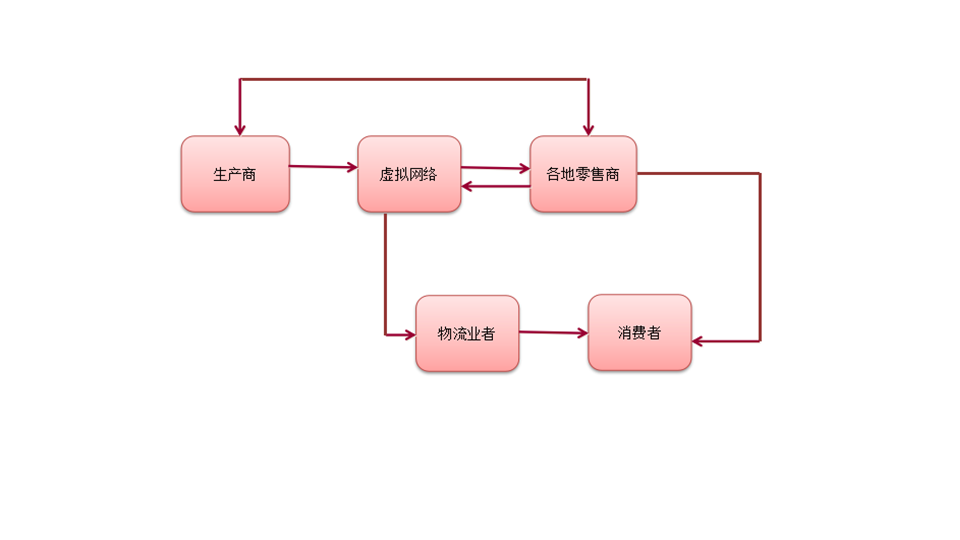 生产商
虚拟网络
各地零售商
物流业者
消费者